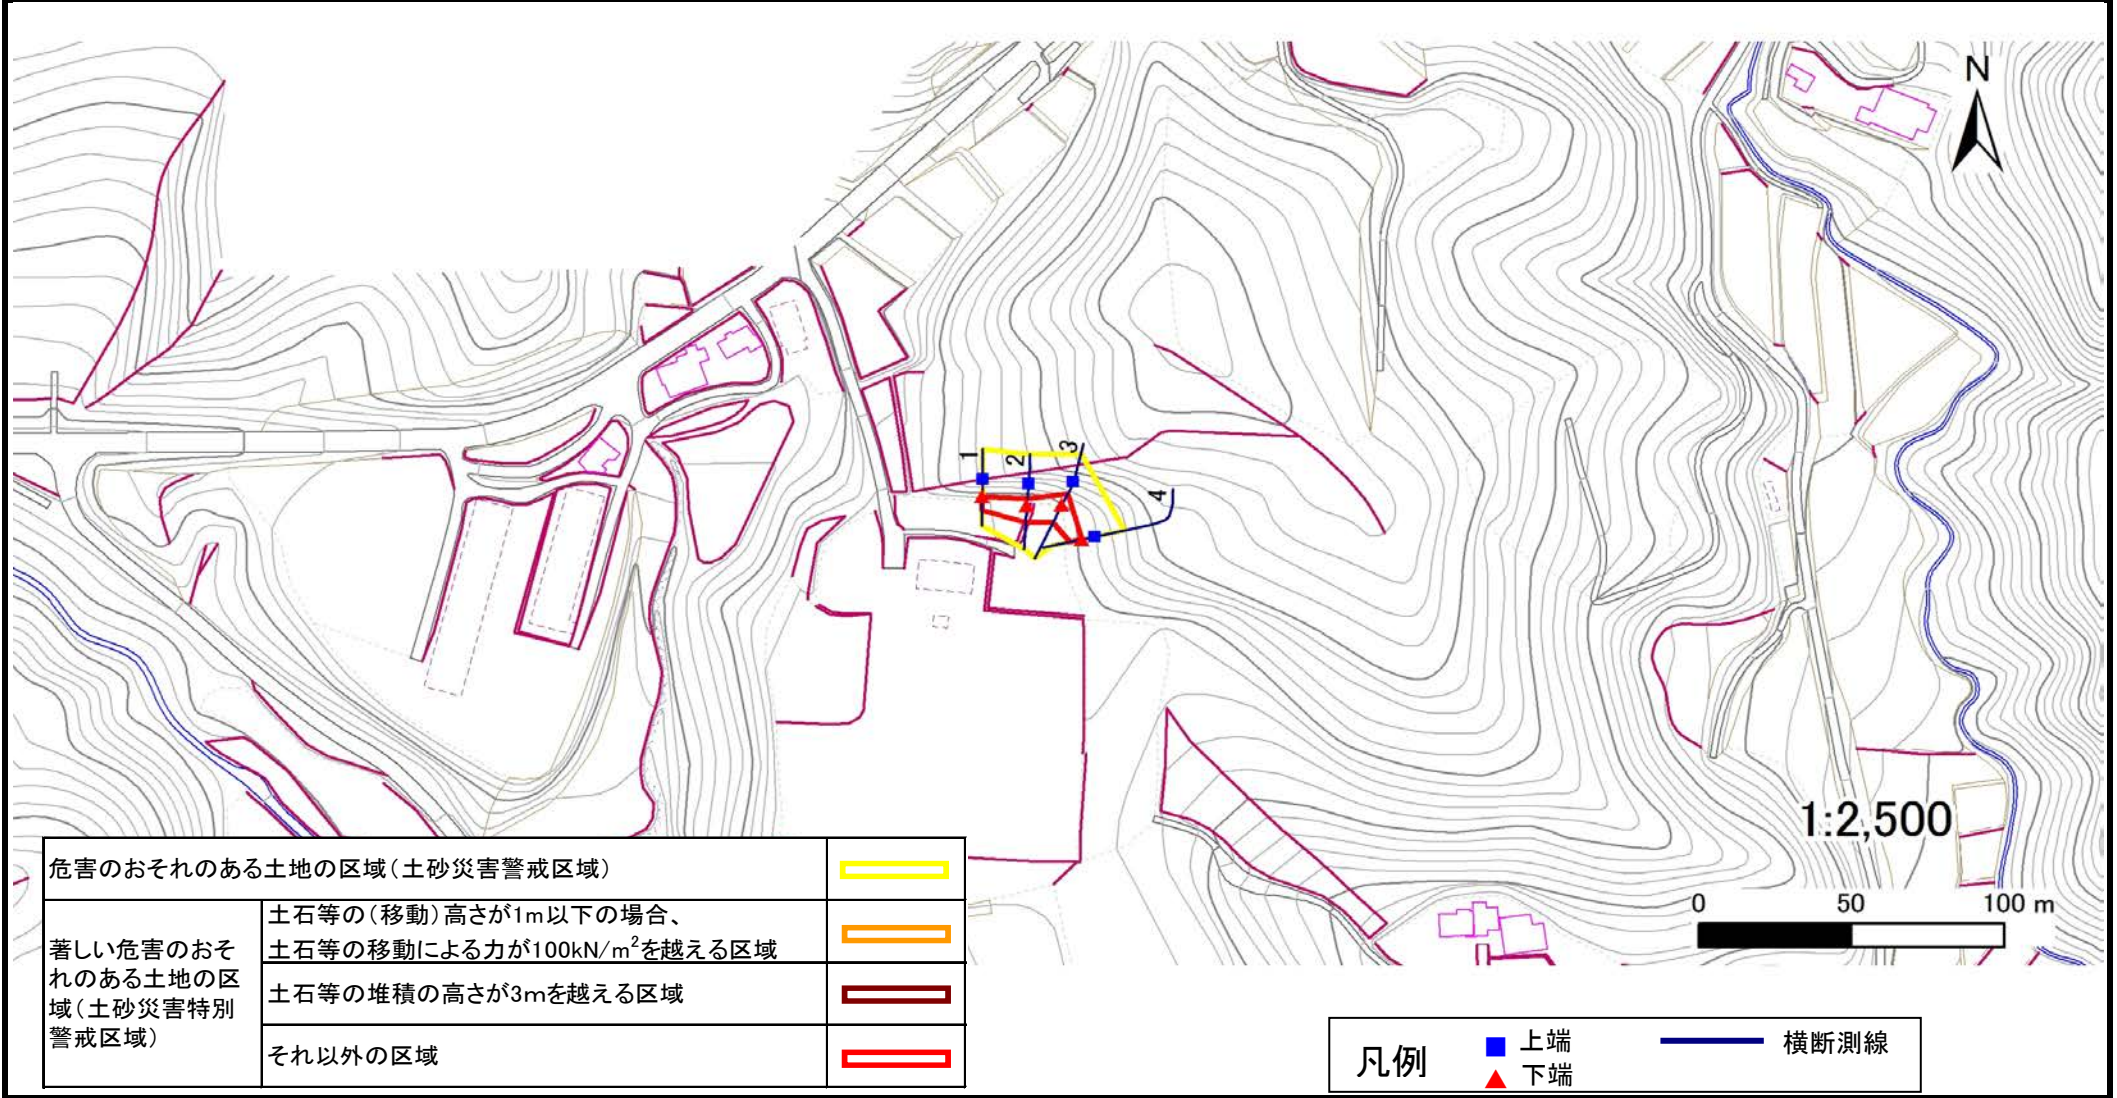 N
1
2
3
4
1:2,500
0 50 100 m
危害のおそれのある土地の区域（土砂災害警戒区域）
著しい危害のおそ
れのある土地の区
域（土砂災害特別
警戒区域）
土石等の（移動）高さが1m以下の場合、
土石等の移動による力が100kN/m²を越える区域
土石等の堆積の高さが3mを越える区域
それ以外の区域
凡例
上端
下端
横断測線